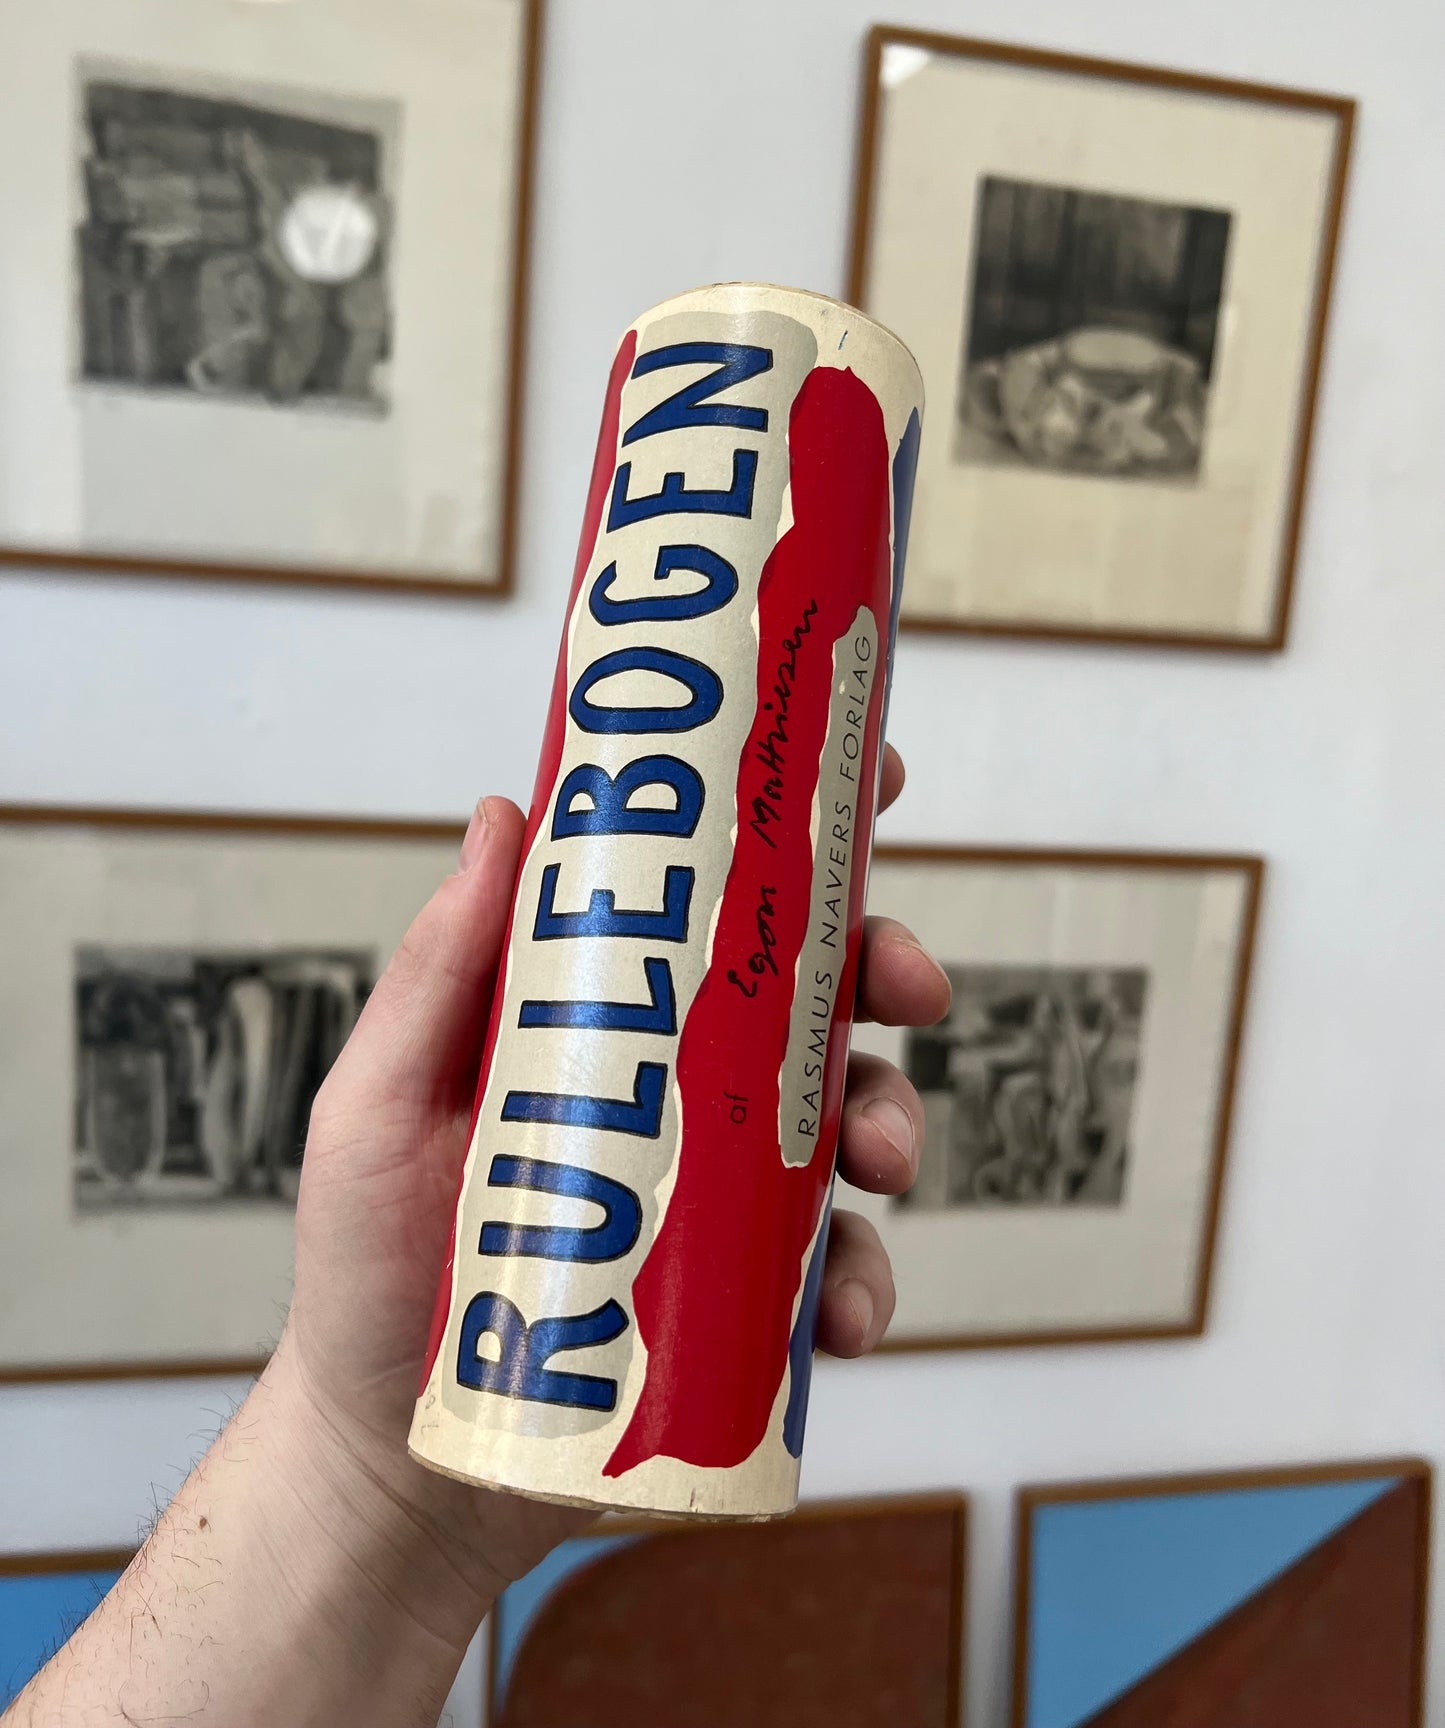 RULLEBOGEN
af Egon Mathiesen
RASMUS NAVERS FORLAG